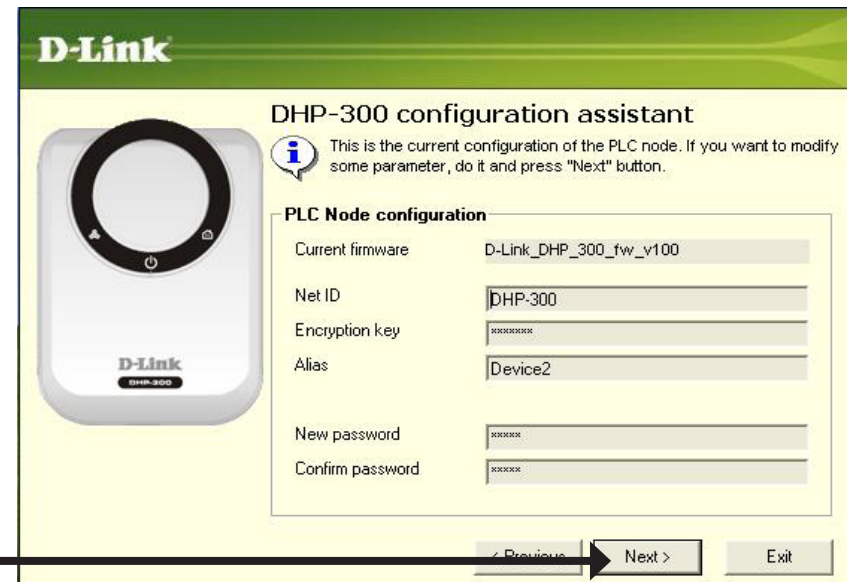 D-Link
DHP-300 configuration assistant
This is the current configuration of the PLC node. If you want to modify
some parameter, do it and press "Next" button.
PLC Node configuration
Current firmware D-Link_DHP_300_fw_v100
Net ID DHP-300
Encryption key *******
Alias Device2
New password *****
Confirm password *****
D-Link
DHP-300
< Previous Next > Exit